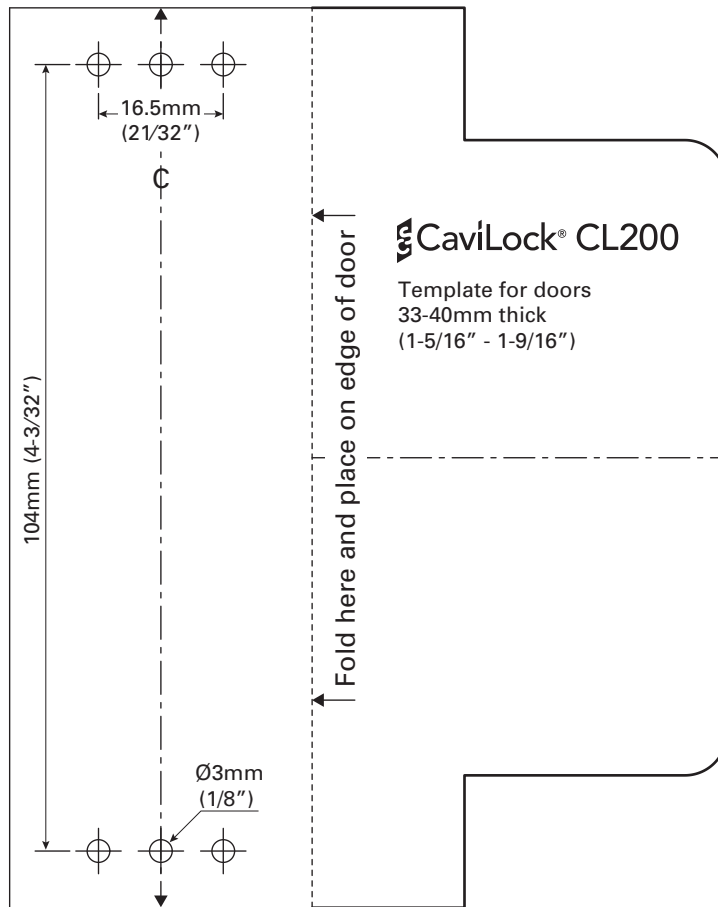 16.5mm
(21/32")
C
CS CaviLock® CL200
Template for doors
33-40mm thick
(1-5/16" - 1-9/16")
Fold here and place on edge of door
104mm (4-3/32")
Ø3mm
(1/8")